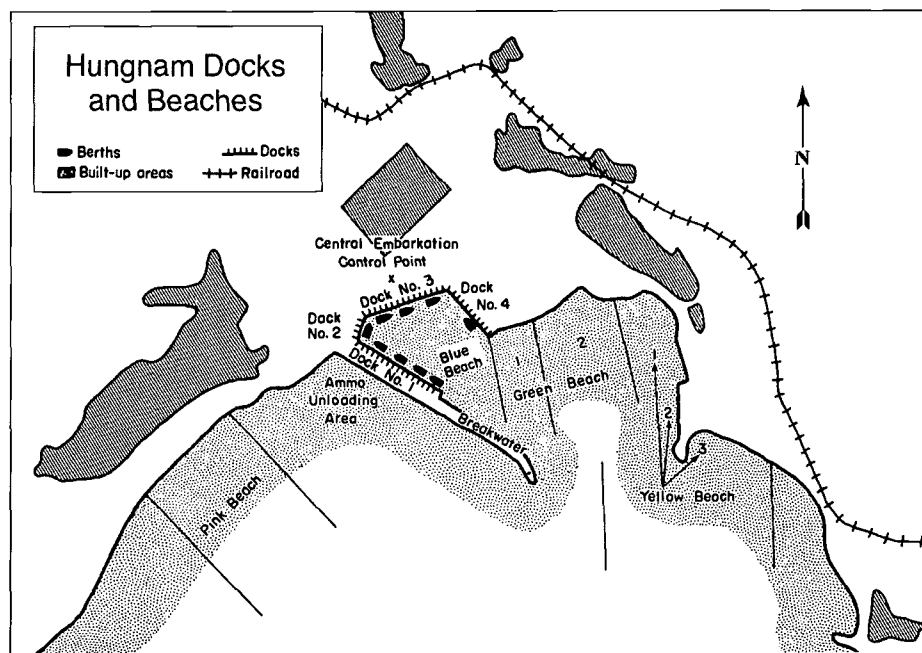 Hungnam Docks
and Beaches
Berths
Docks
Built-up areas
Railroad
N
Central Embarkation
Control Point
x
Dock No. 3
Dock
No. 4
Dock
No. 2
Dock No. 1
Blue
Beach
1
2
Green Beach
Ammo
Unloading
Area
Breakwater
Pink Beach
1
2
3
Yellow Beach